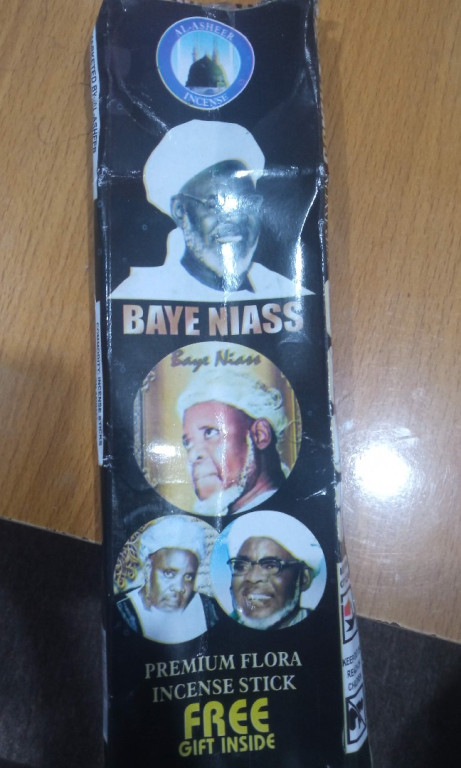 AL-ASHEER
INCENSE
BAYE NIASS
Baye Niass
PREMIUM FLORA
INCENSE STICK
FREE
GIFT INSIDE